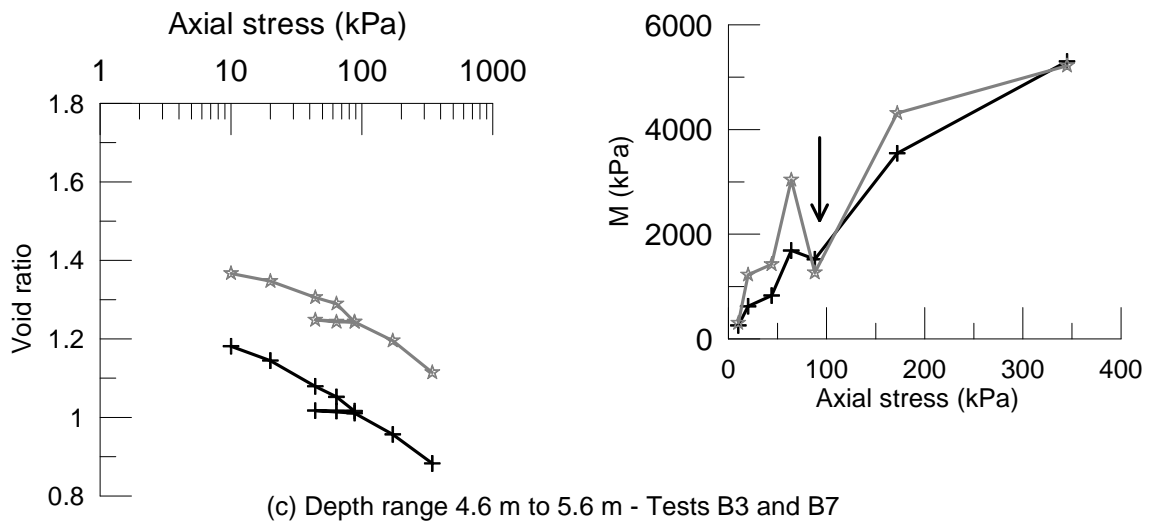 Axial stress (kPa)
1 10 100 1000
1.8
1.6
1.4
1.2
1
0.8
Void ratio
6000
4000
2000
0
M (kPa)
0 100 200 300 400
Axial stress (kPa)
(c) Depth range 4.6 m to 5.6 m - Tests B3 and B7